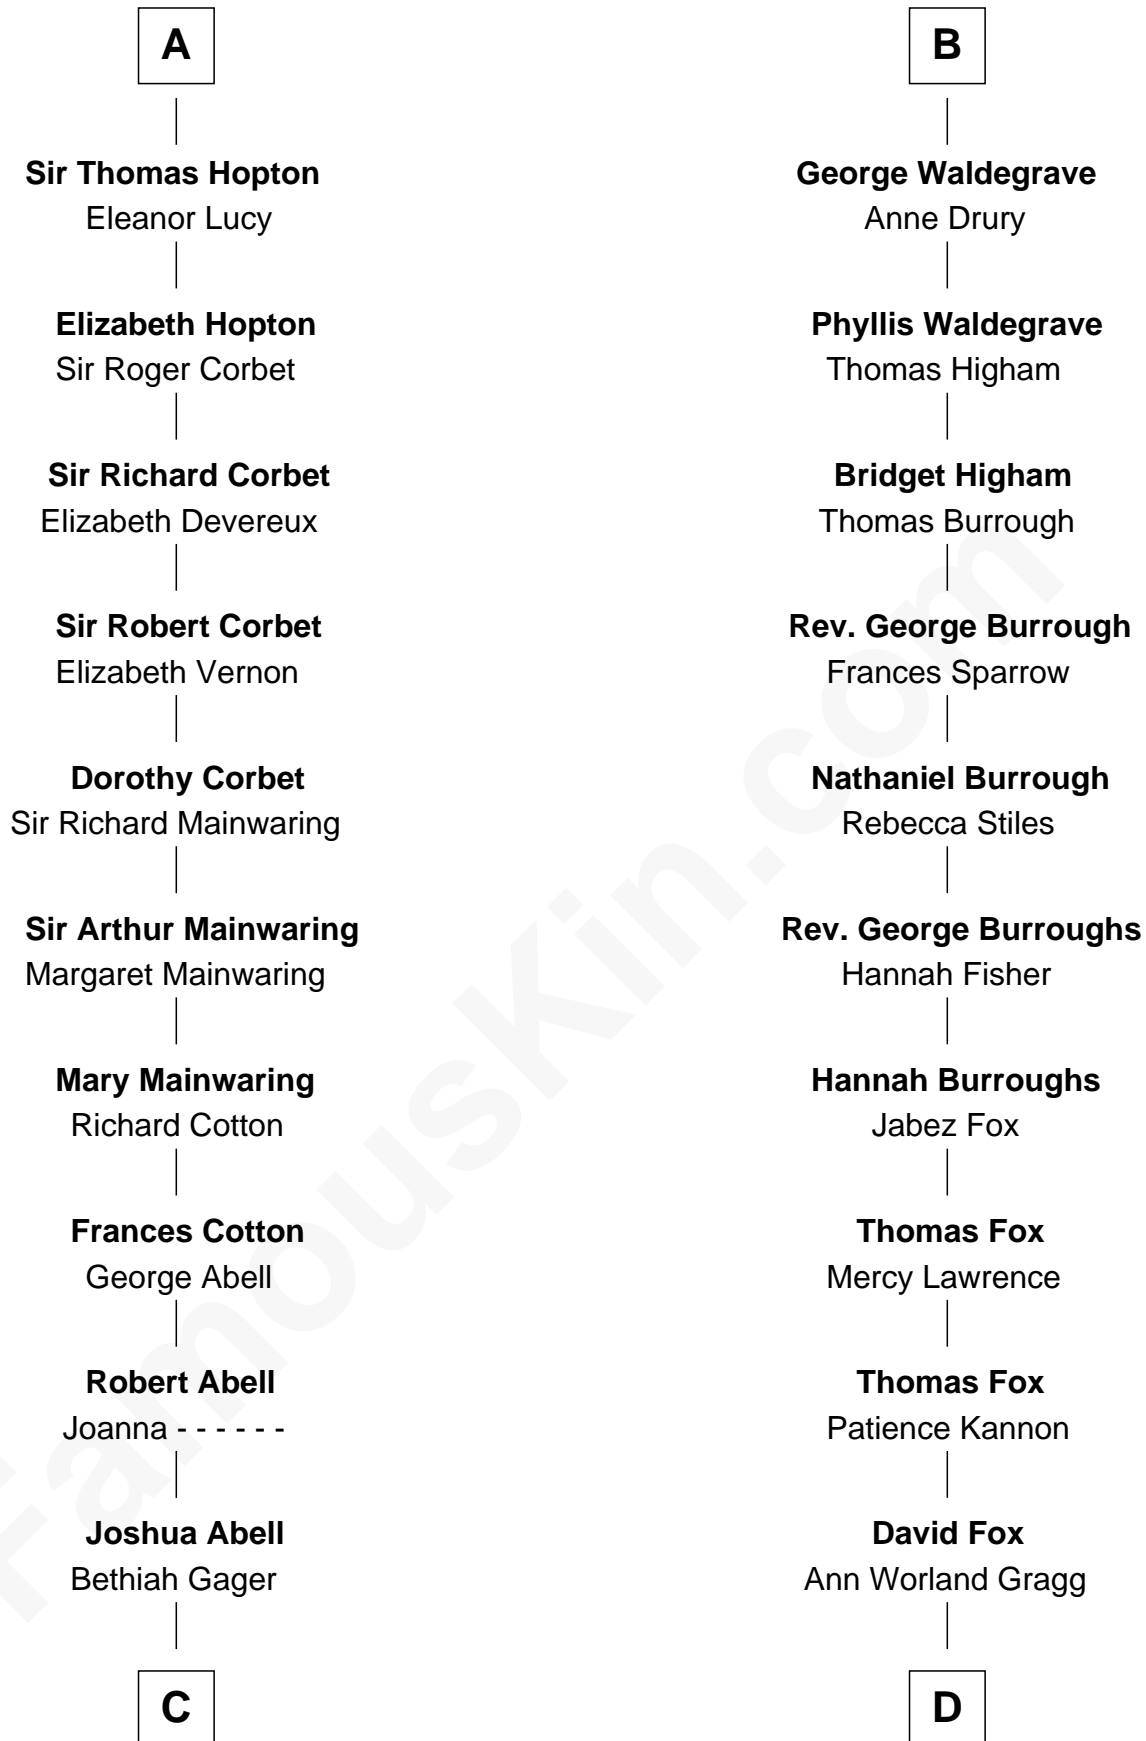 A
Sir Thomas Hopton
Eleanor Lucy
Elizabeth Hopton
Sir Roger Corbet
Sir Richard Corbet
Elizabeth Devereux
Sir Robert Corbet
Elizabeth Vernon
Dorothy Corbet
Sir Richard Mainwaring
Sir Arthur Mainwaring
Margaret Mainwaring
Mary Mainwaring
Richard Cotton
Frances Cotton
George Abell
Robert Abell
Joanna - - - - - -
Joshua Abell
Bethiah Gager
C
B
George Waldegrave
Anne Drury
Phyllis Waldegrave
Thomas Higham
Bridget Higham
Thomas Burrough
Rev. George Burrough
Frances Sparrow
Nathaniel Burrough
Rebecca Stiles
Rev. George Burroughs
Hannah Fisher
Hannah Burroughs
Jabez Fox
Thomas Fox
Mercy Lawrence
Thomas Fox
Patience Kannon
David Fox
Ann Worland Gragg
D
FamousKin.com